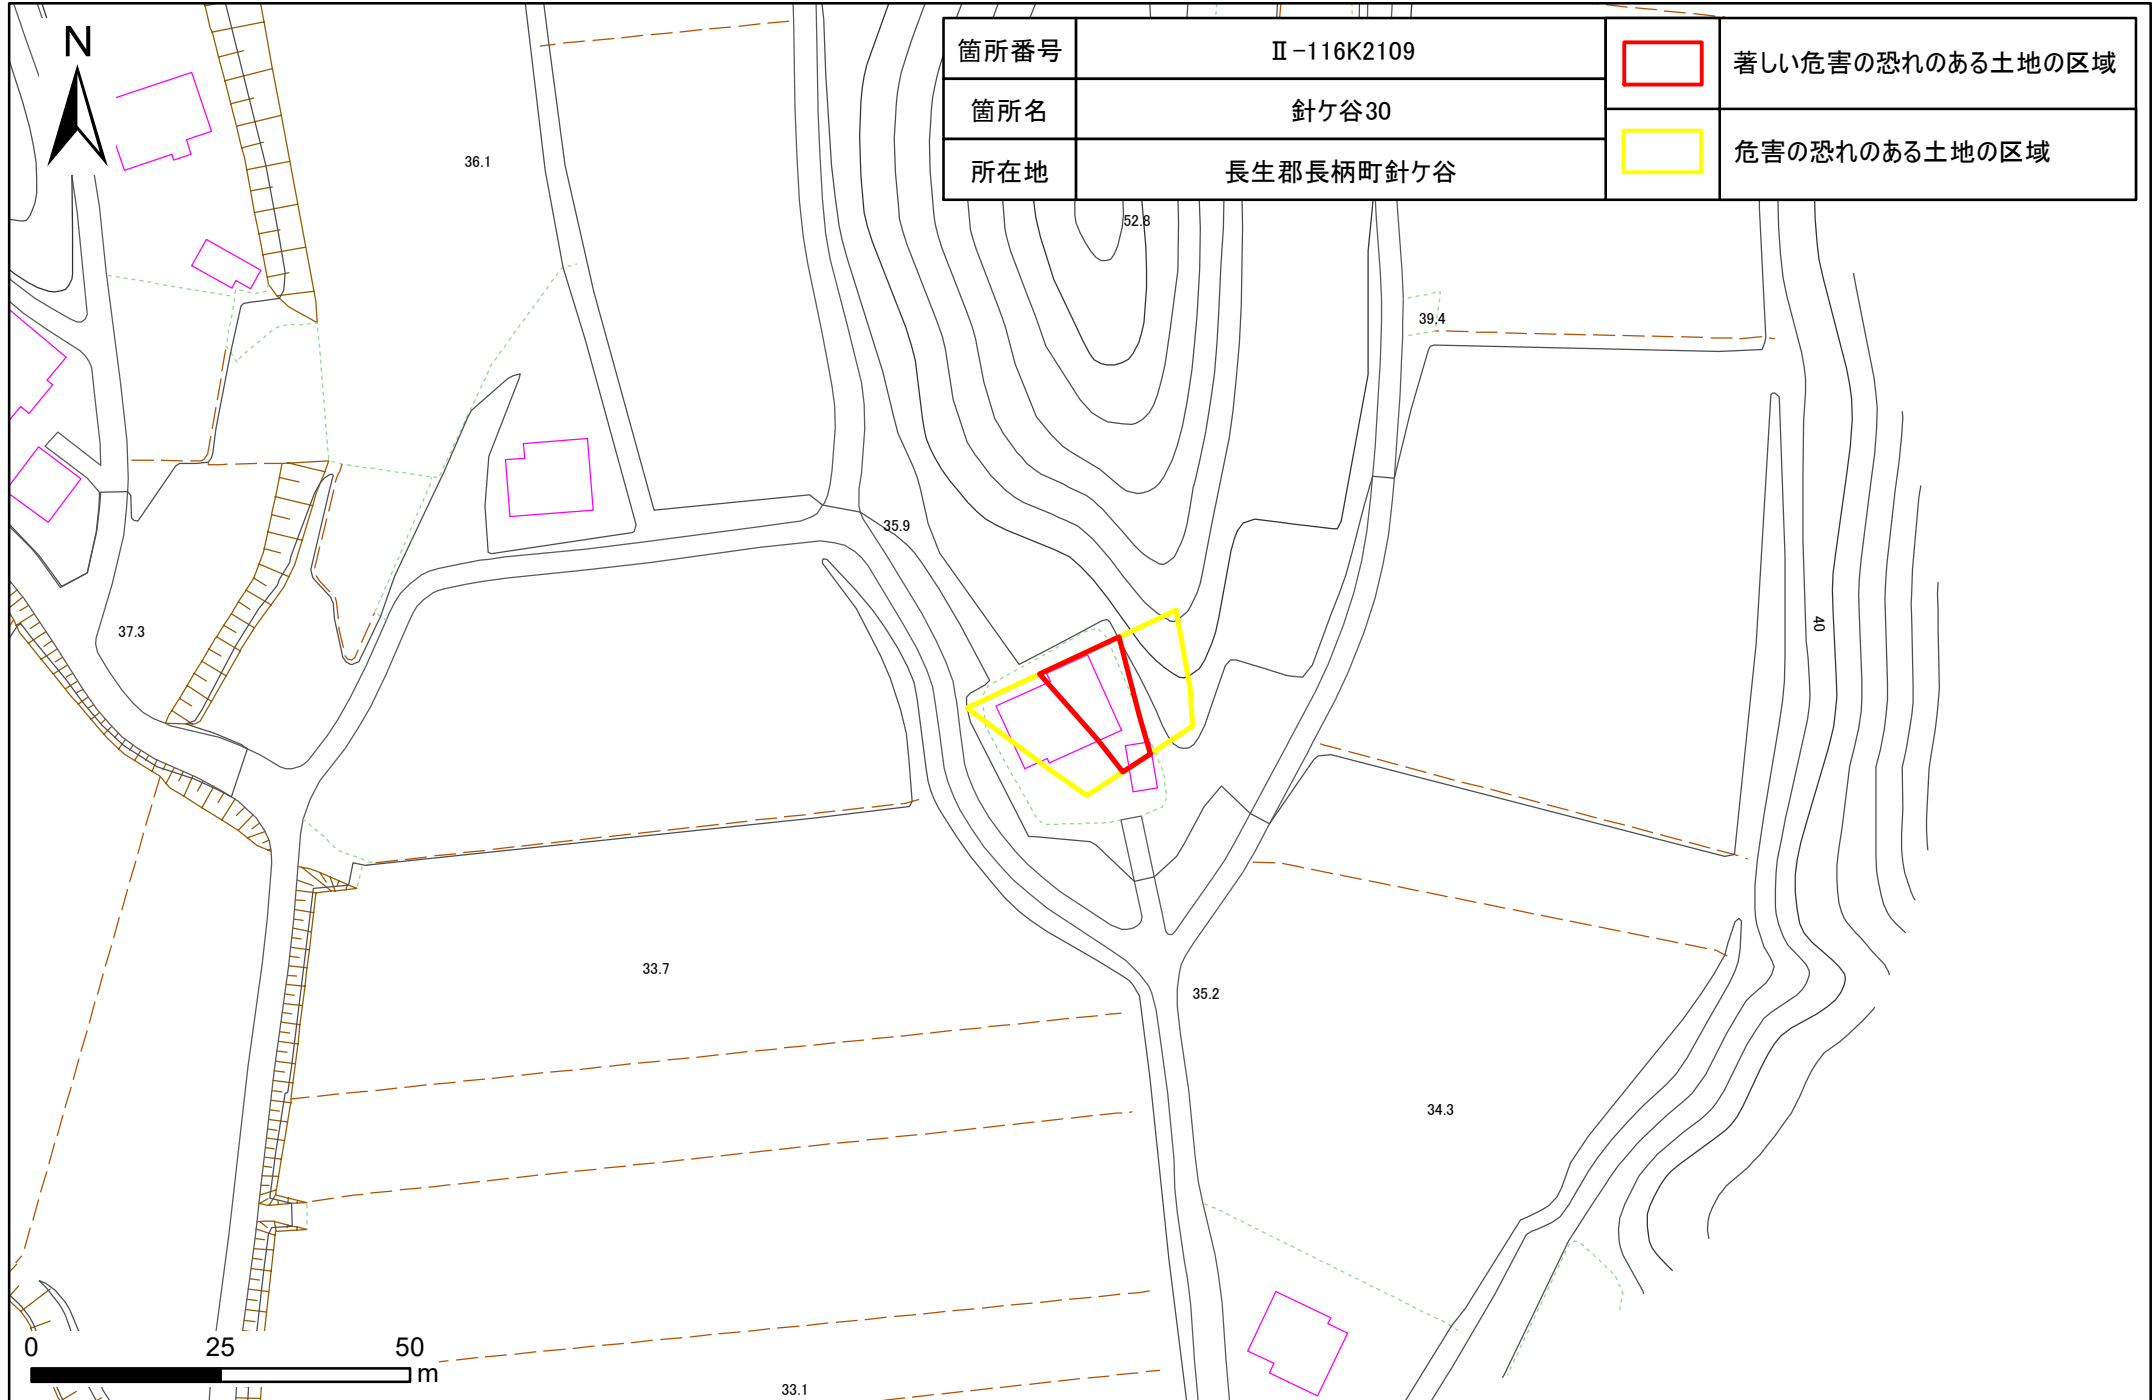 N
箇所番号 Ⅱ-116K2109 著しい危害の恐れのある土地の区域
箇所名 針ケ谷30
危害の恐れのある土地の区域
所在地 長生郡長柄町針ケ谷
36.1
52.8
39.4
35.9
37.3
40
33.7
35.2
34.3
33.1
0 25 50
m